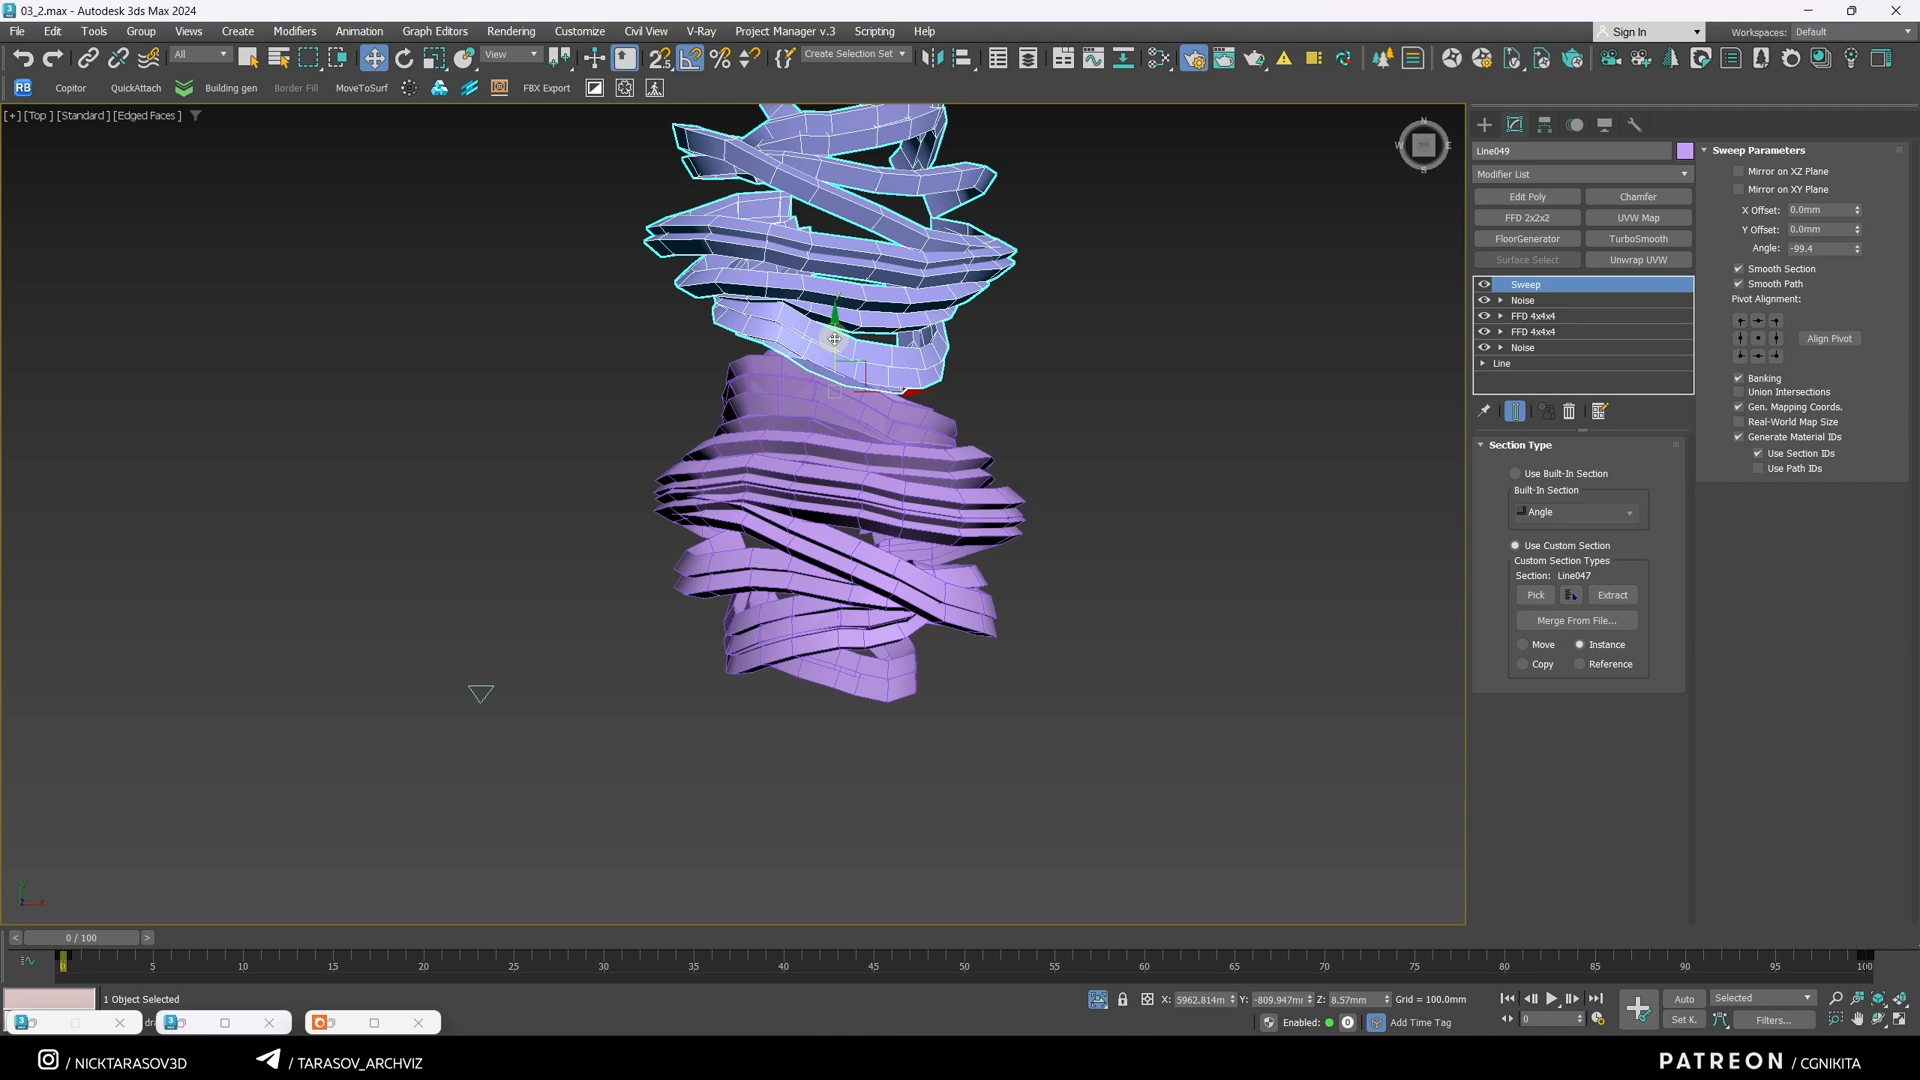 03_2.max - Autodesk 3ds Max 2024
File Edit Tools Group Views Create Modifiers Animation Graph Editors Rendering Customize Civil View V-Ray Project Manager v.3 Scripting Help
Sign In Workspaces: Default
All View Create Selection Set
RB Copitor QuickAttach Building gen Border Fill MoveToSurf FBX Export
[+] [Top ] [Standard ] [Edged Faces ]
N
W E
S
Line049
Modifier List
Edit Poly Chamfer
FFD 2x2x2 UVW Map
FloorGenerator TurboSmooth
Surface Select Unwrap UVW
Sweep
Noise
FFD 4x4x4
FFD 4x4x4
Noise
Line
Section Type
Use Built-In Section
Built-In Section
Angle
Use Custom Section
Custom Section Types
Section: Line047
Pick Extract
Merge From File...
Move Instance
Copy Reference
Sweep Parameters
Mirror on XZ Plane
Mirror on XY Plane
X Offset: 0.0mm
Y Offset: 0.0mm
Angle: -99.4
Smooth Section
Smooth Path
Pivot Alignment:
Align Pivot
Banking
Union Intersections
Gen. Mapping Coords.
Real-World Map Size
Generate Material IDs
Use Section IDs
Use Path IDs
< 0 / 100 >
0 5 10 15 20 25 30 35 40 45 50 55 60 65 70 75 80 85 90 95 100
1 Object Selected
X: 5962.814m Y: -809.947m Z: 8.57mm Grid = 100.0mm
Enabled: 0 Add Time Tag
0
Auto Selected
Set K. Filters...
/ NICKTARASOV3D / TARASOV_ARCHVIZ
PATREON / CGNIKITA